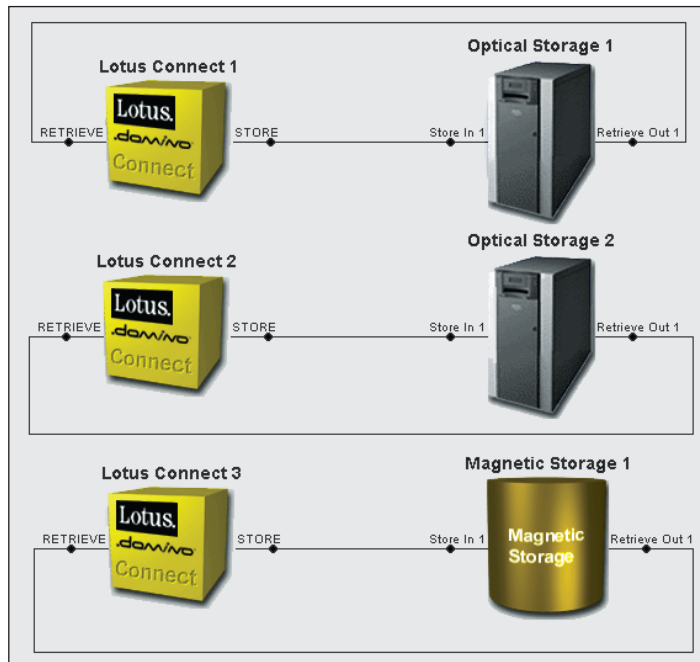 Lotus Connect 1
Optical Storage 1
Lotus.
domino
Connect
RETRIEVE
STORE
Store In 1
Retrieve Out 1
Lotus Connect 2
Optical Storage 2
Lotus.
domino
Connect
RETRIEVE
STORE
Store In 1
Retrieve Out 1
Lotus Connect 3
Magnetic Storage 1
Lotus.
domino
Connect
RETRIEVE
STORE
Store In 1
Magnetic
Storage
Retrieve Out 1